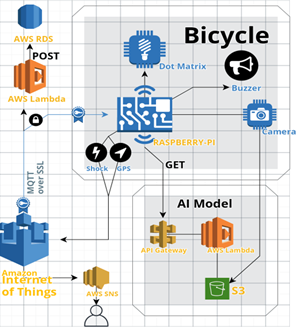 AWS RDS
Bicycle
POST
Dot Matrix
AWS Lambda
Buzzer
Camera
RASPBERRY-PI
Shock
GPS
GET
MQTT
over SSL
AI Model
API Gateway
AWS Lambda
Amazon
Internet
of Things
AWS SNS
S3